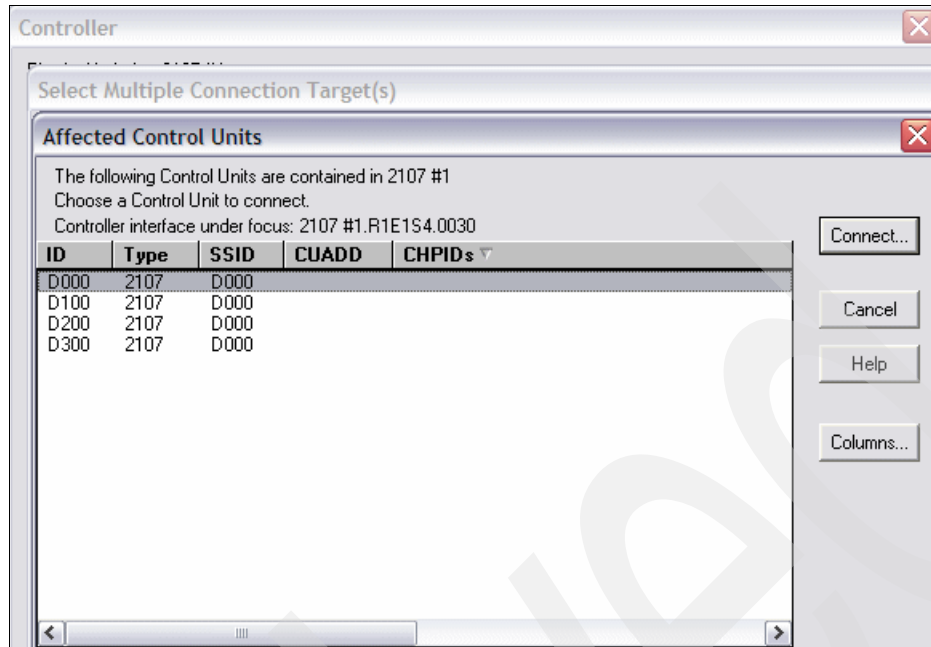 Controller
Select Multiple Connection Target(s)
Affected Control Units
The following Control Units are contained in 2107 #1
Choose a Control Unit to connect.
Controller interface under focus: 2107 #1.R1E1S4.0030
Connect...
ID Type SSID CUADD CHPIDs
D000 2107 D000
D100 2107 D000
D200 2107 D000
D300 2107 D000
Cancel
Help
Columns...